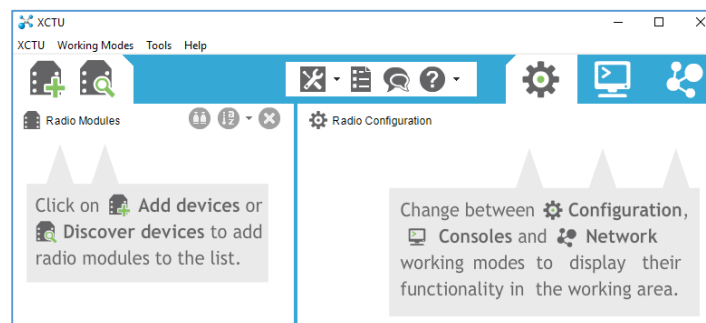 XCTU
XCTU Working Modes Tools Help
Radio Modules
Radio Configuration
Click on Add devices or
Discover devices to add
radio modules to the list.
Change between Configuration,
Consoles and Network
working modes to display their
functionality in the working area.